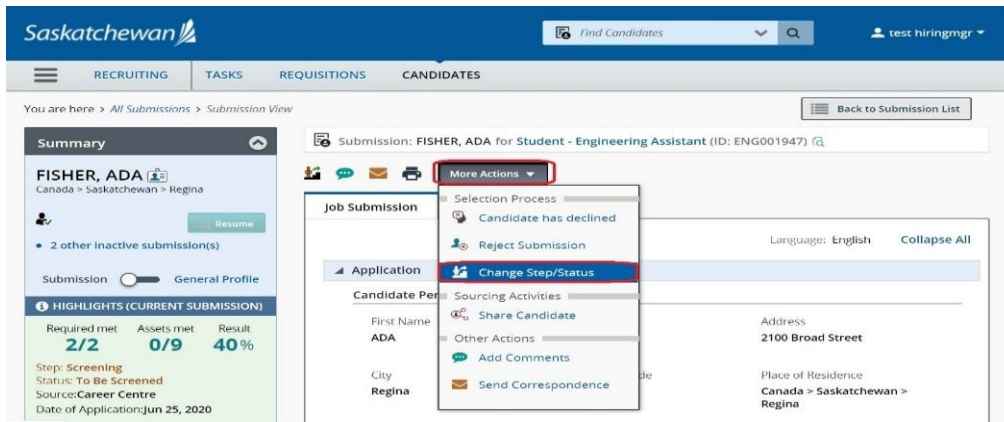 Saskatchewan
Find Candidates
test hiringmgr
RECRUITING TASKS REQUISITIONS CANDIDATES
You are here > All Submissions > Submission View
Back to Submission List
Summary
FISHER, ADA
Canada > Saskatchewan > Regina
Resume
2 other inactive submission(s)
Submission General Profile
HIGHLIGHTS (CURRENT SUBMISSION)
Required met Assets met Result
2/2 0/9 40%
Step: Screening
Status: To Be Screened
Source:Career Centre
Date of Application:Jun 25, 2020
Submission: FISHER, ADA for Student - Engineering Assistant (ID: ENG001947)
More Actions
Job Submission
Selection Process
Candidate has declined
Reject Submission
Change Step/Status
Sourcing Activities
Share Candidate
Other Actions
Add Comments
Send Correspondence
Language: English Collapse All
Application
Candidate Per
First Name
ADA
Address
2100 Broad Street
City
Regina
de
Place of Residence
Canada > Saskatchewan >
Regina